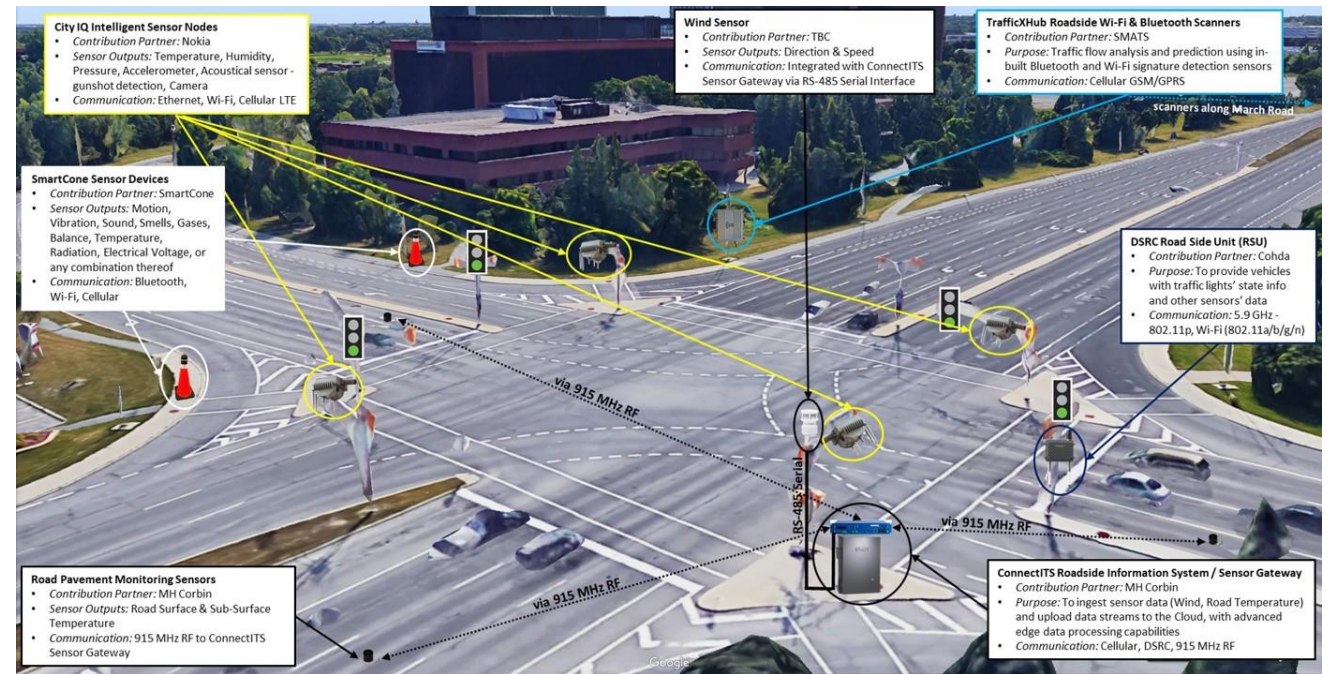 City IQ Intelligent Sensor Nodes
• Contribution Partner: Nokia
• Sensor Outputs: Temperature, Humidity,
Pressure, Accelerometer, Acoustical sensor -
gunshot detection, Camera
• Communication: Ethernet, Wi-Fi, Cellular LTE
Wind Sensor
• Contribution Partner: TBC
• Sensor Outputs: Direction & Speed
• Communication: Integrated with ConnectITS
Sensor Gateway via RS-485 Serial Interface
TrafficXHub Roadside Wi-Fi & Bluetooth Scanners
• Contribution Partner: SMATS
• Purpose: Traffic flow analysis and prediction using in-
built Bluetooth and Wi-Fi signature detection sensors
• Communication: Cellular GSM/GPRS
scanners along March Road
SmartCone Sensor Devices
• Contribution Partner: SmartCone
• Sensor Outputs: Motion,
Vibration, Sound, Smells, Gases,
Balance, Temperature,
Radiation, Electrical Voltage, or
any combination thereof
• Communication: Bluetooth,
Wi-Fi, Cellular
DSRC Road Side Unit (RSU)
• Contribution Partner: Cohda
• Purpose: To provide vehicles
with traffic lights' state info
and other sensors' data
• Communication: 5.9 GHz -
802.11p, Wi-Fi (802.11a/b/g/n)
via 915 MHz RF
RS-485 Serial
via 915 MHz RF
via 915 MHz RF
Road Pavement Monitoring Sensors
• Contribution Partner: MH Corbin
• Sensor Outputs: Road Surface & Sub-Surface
Temperature
• Communication: 915 MHz RF to ConnectITS
Sensor Gateway
ConnectITS Roadside Information System / Sensor Gateway
• Contribution Partner: MH Corbin
• Purpose: To ingest sensor data (Wind, Road Temperature)
and upload data streams to the Cloud, with advanced
edge data processing capabilities
• Communication: Cellular, DSRC, 915 MHz RF
Google